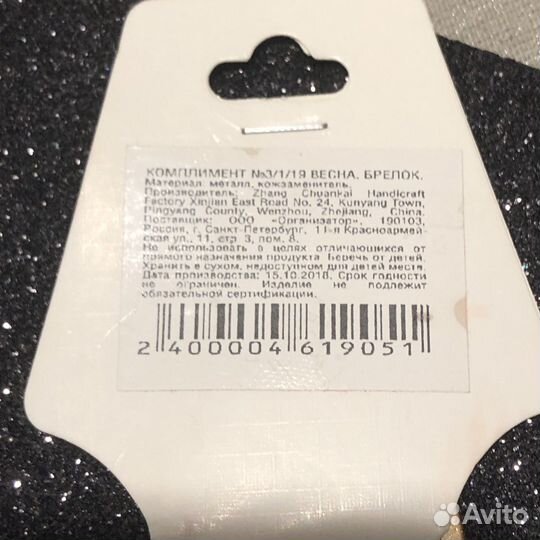 КОМПЛИМЕНТ №3/1/19 ВЕСНА. БРЕЛОК.
Материал: металл, кожзаменитель.
Производитель: Zhang Chuankai Handicraft
Factory Xinjian East Road No. 24, Kunyang Town,
Pingyang County, Wenzhou, Zhejiang, China.
Поставщик: ООО «Организатор», 190103,
Россия, г. Санкт-Петербург, 11-я Красноармей-
ская ул., 11, стр. 3, пом. 8.
Не использовать в целях отличающихся от
прямого назначения продукта. Беречь от детей.
Хранить в сухом, недоступном для детей месте.
Дата производства: 15.10.2018. Срок годности
не ограничен. Изделие не подлежит
обязательной сертификации.
2 400004 619051
Avito